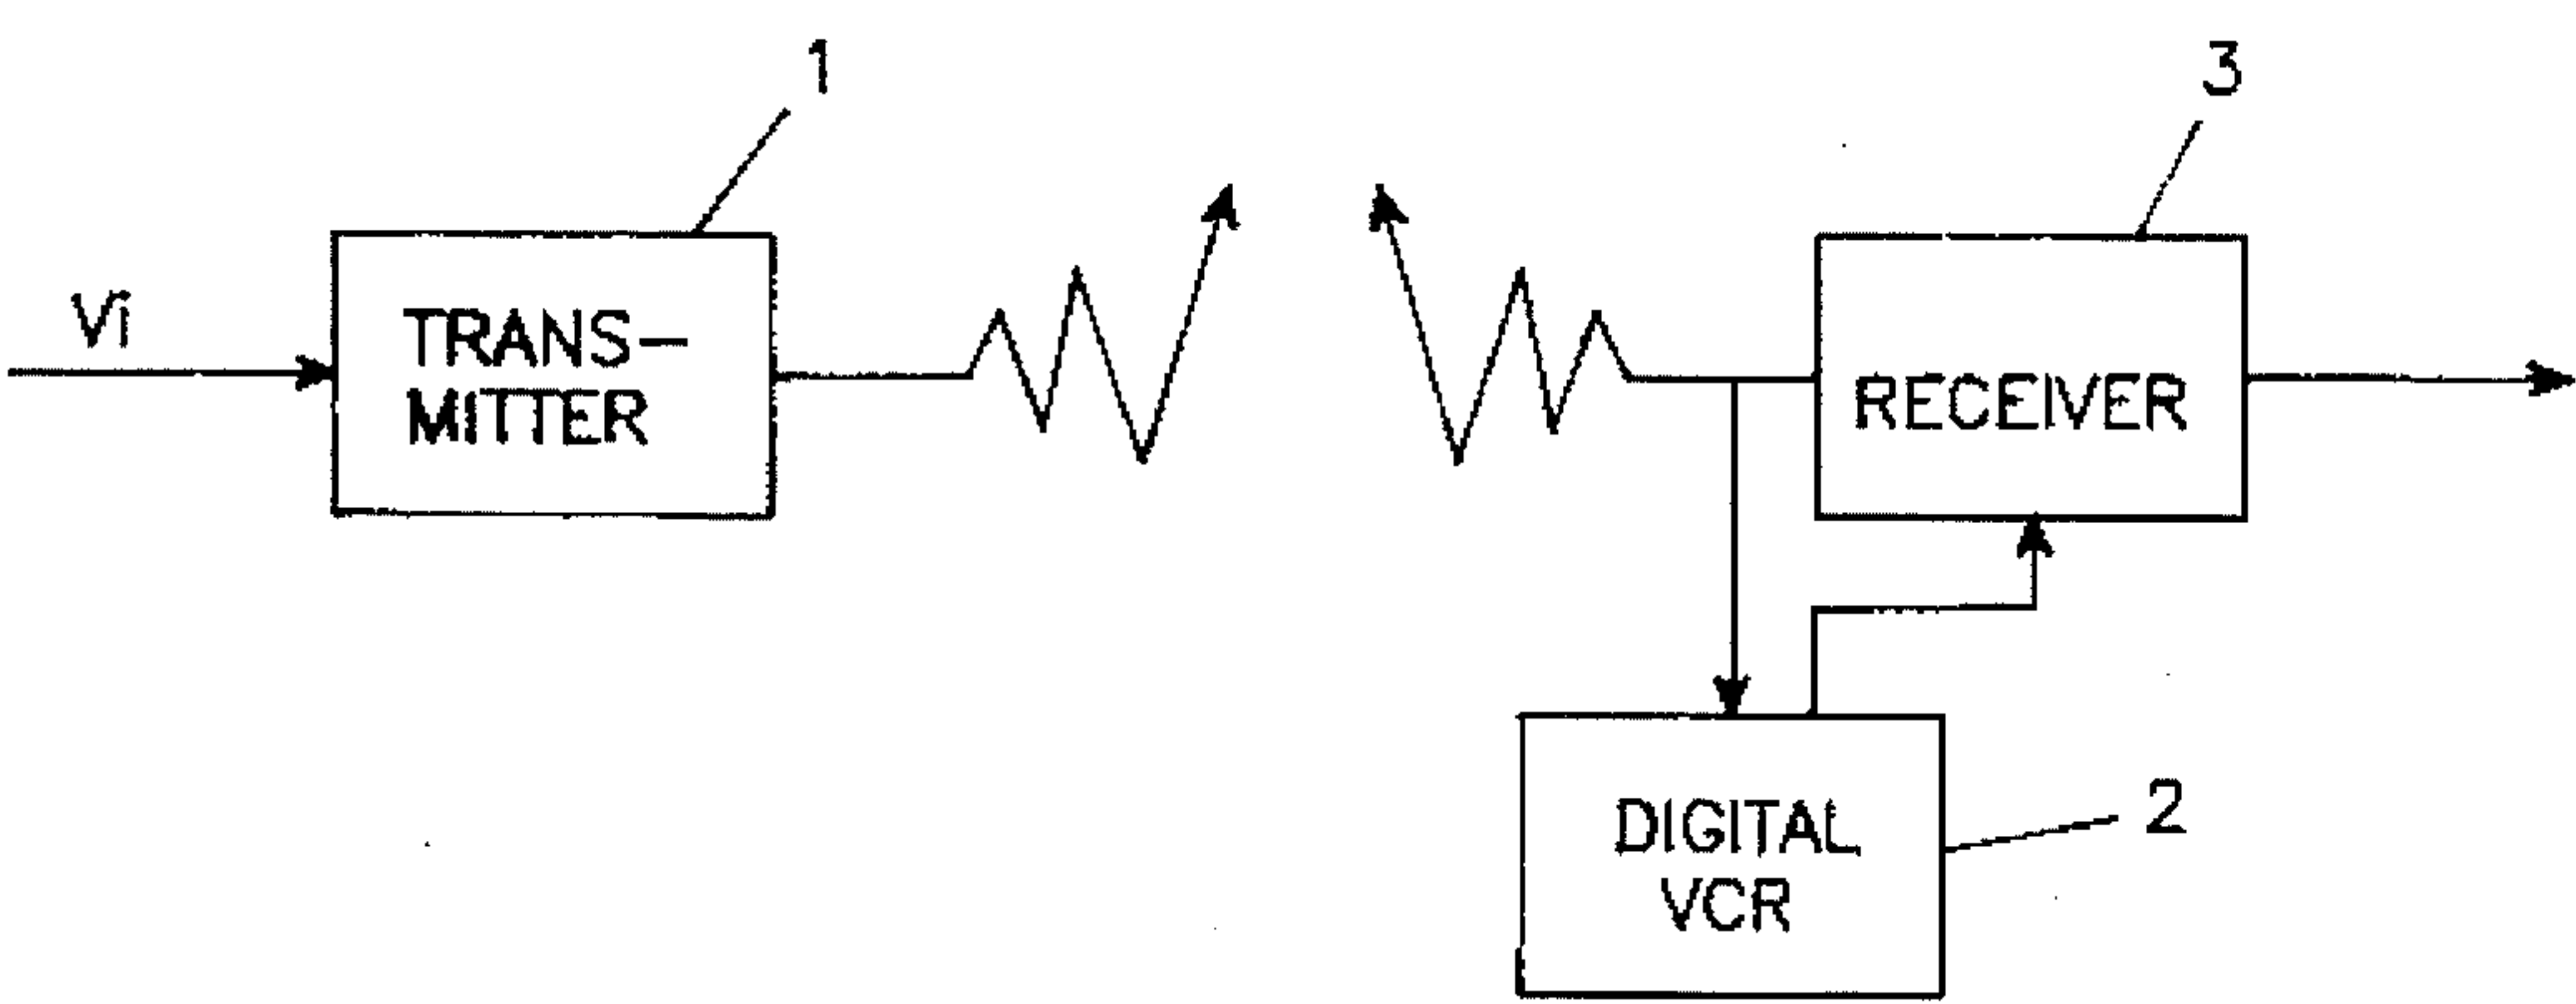 1
3
Vi
TRANS-
MITTER
RECEIVER
DIGITAL
VCR
2